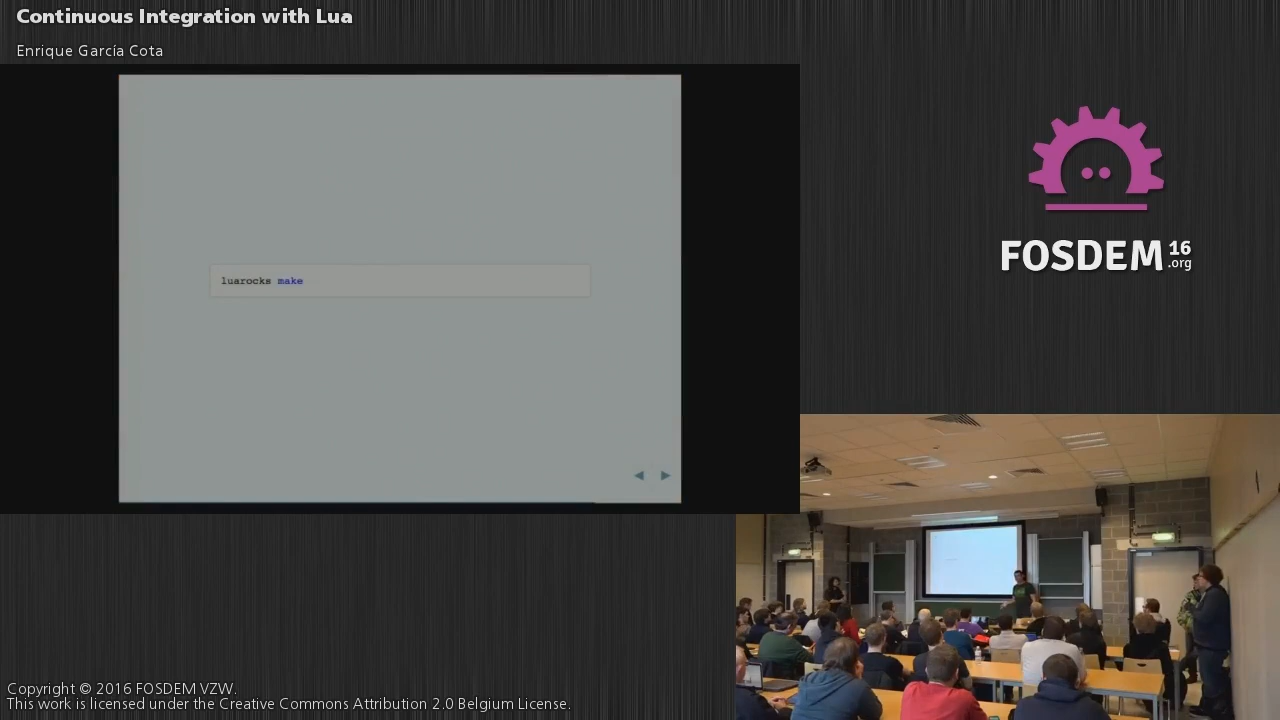 Continuous Integration with Lua
Enrique García Cota
luarocks make
FOSDEM 16
.org
Copyright © 2016 FOSDEM VZW.
This work is licensed under the Creative Commons Attribution 2.0 Belgium License.